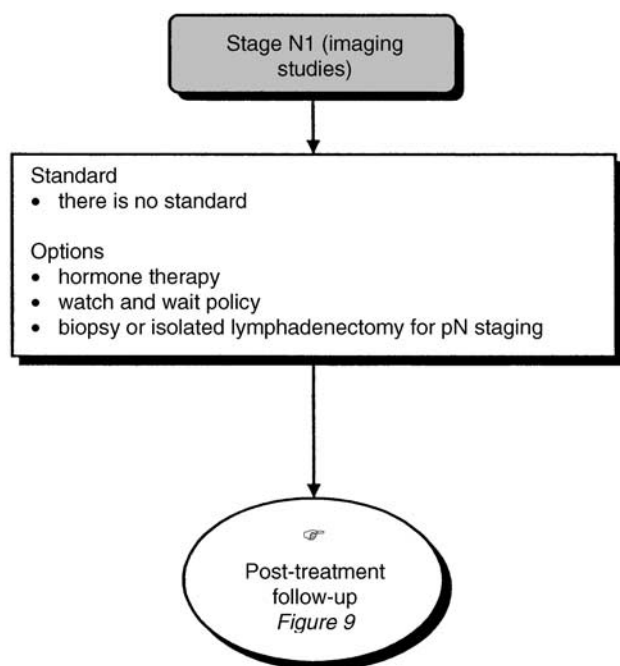 Stage N1 (imaging
studies)
Standard
• there is no standard
Options
• hormone therapy
• watch and wait policy
• biopsy or isolated lymphadenectomy for pN staging
☞
Post-treatment
follow-up
Figure 9